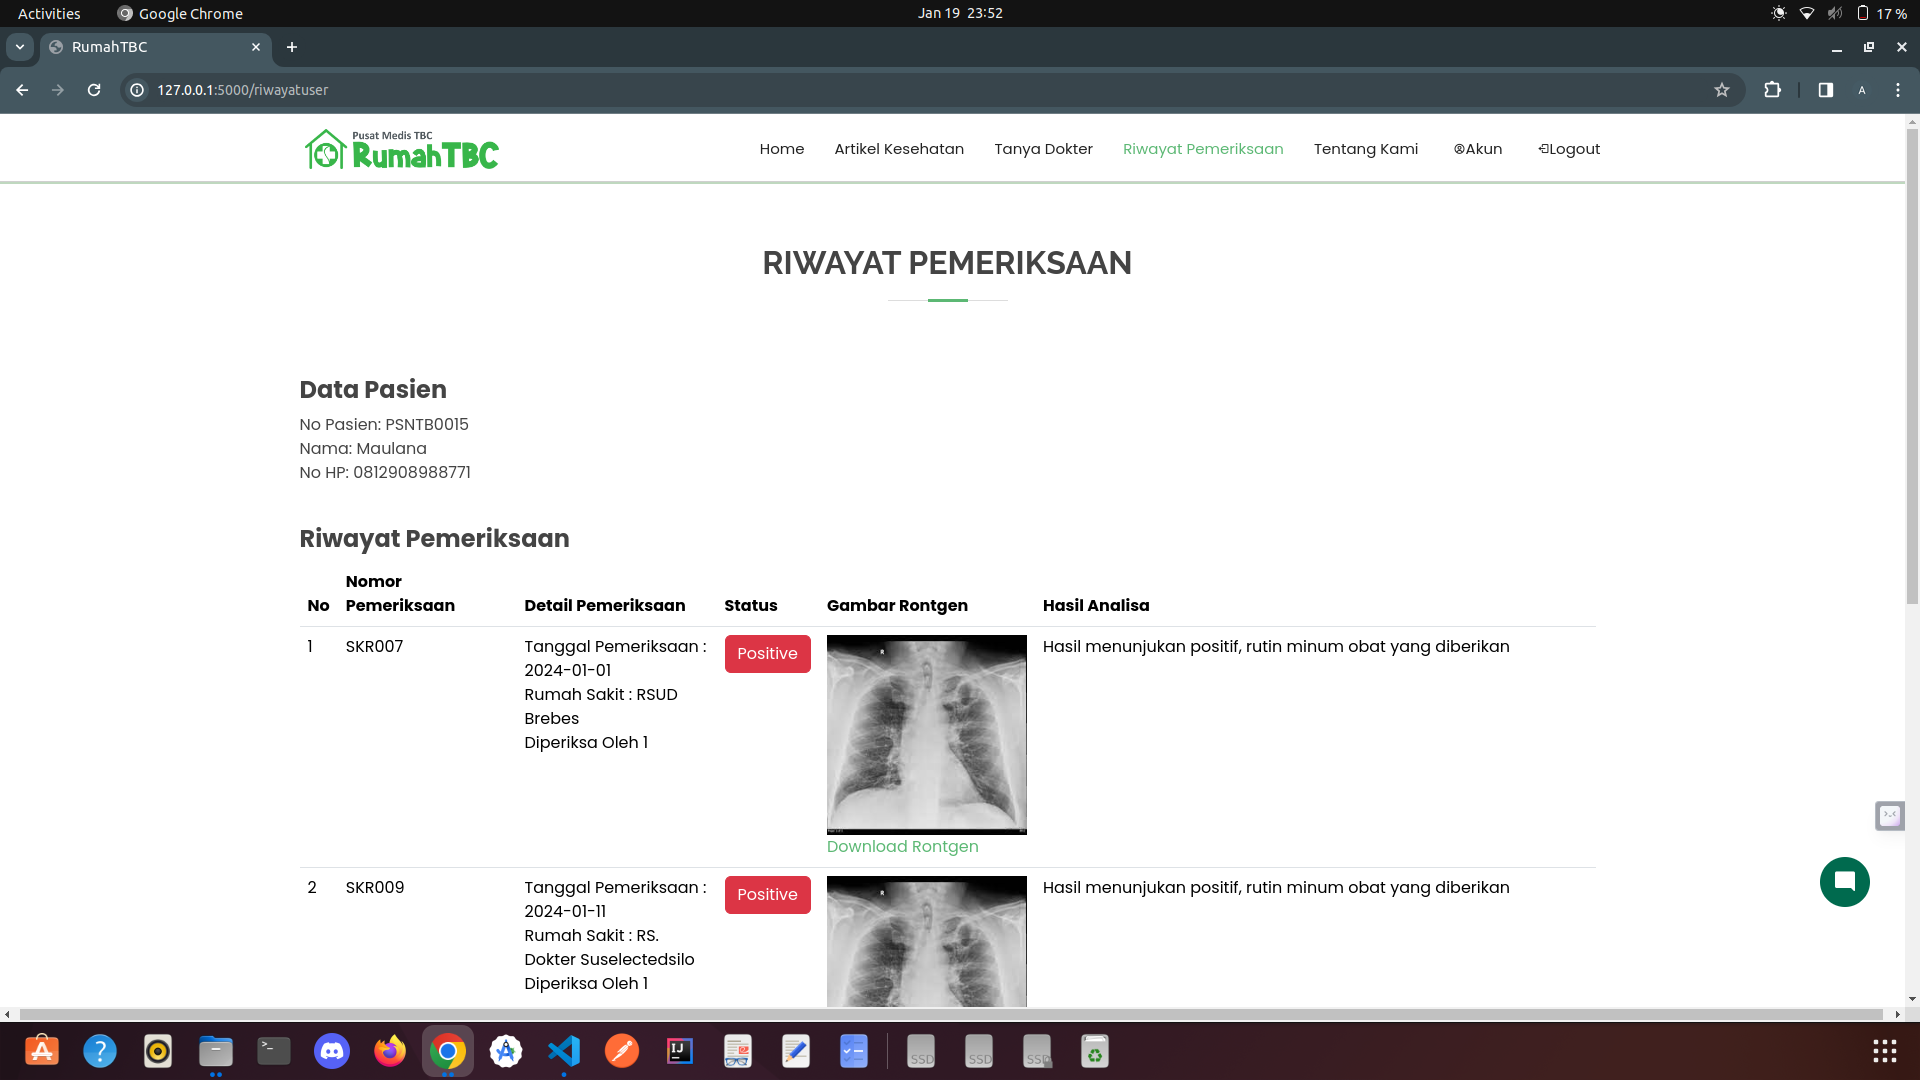 Activities
Google Chrome
Jan 19 23:52
17 %
RumahTBC
127.0.0.1:5000/riwayatuser
A
Pusat Medis TBC
RumahTBC
Home
Artikel Kesehatan
Tanya Dokter
Riwayat Pemeriksaan
Tentang Kami
Akun
Logout
RIWAYAT PEMERIKSAAN
Data Pasien
No Pasien: PSNTB0015
Nama: Maulana
No HP: 0812908988771
Riwayat Pemeriksaan
No
Nomor
Pemeriksaan
Detail Pemeriksaan
Status
Gambar Rontgen
Hasil Analisa
1
SKR007
Tanggal Pemeriksaan :
2024-01-01
Rumah Sakit : RSUD
Brebes
Diperiksa Oleh 1
Positive
R
Download Rontgen
Hasil menunjukan positif, rutin minum obat yang diberikan
2
SKR009
Tanggal Pemeriksaan :
2024-01-11
Rumah Sakit : RS.
Dokter Suselectedsilo
Diperiksa Oleh 1
Positive
R
Hasil menunjukan positif, rutin minum obat yang diberikan
IJ
SSD
SSD
SSD